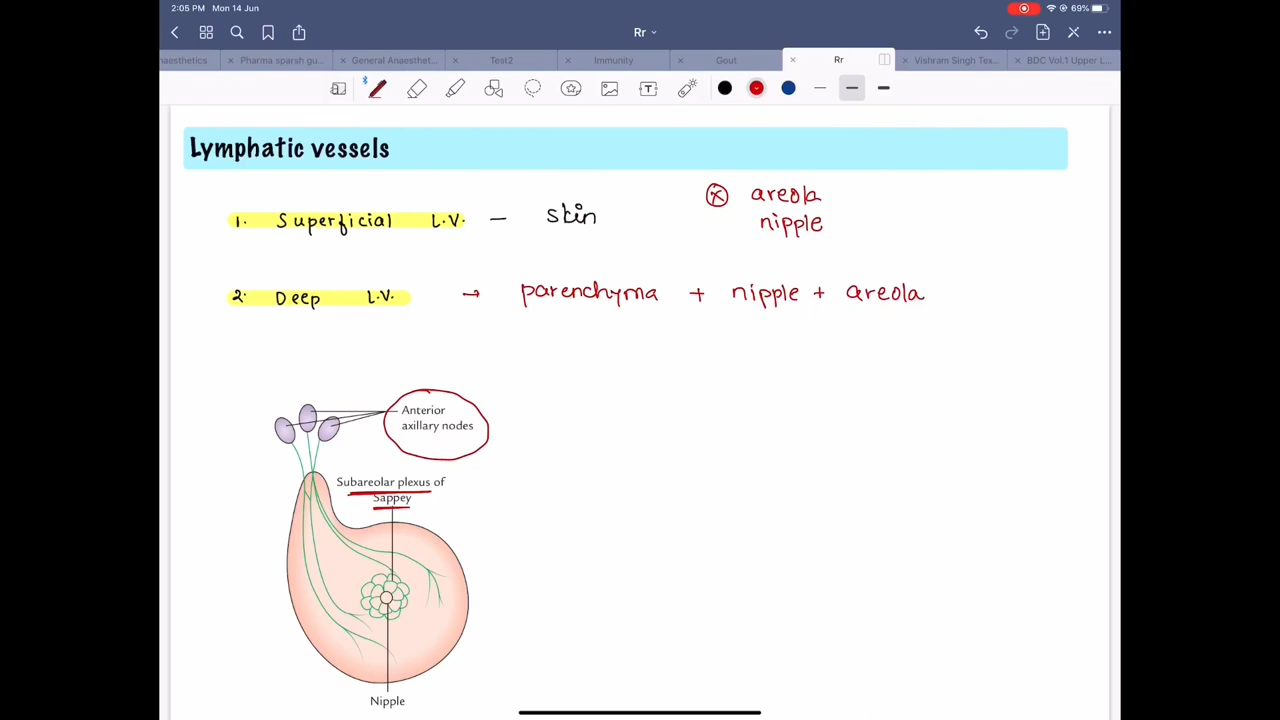 2:05 PM Mon 14 Jun
69%
Rr
naesthetics
Pharma sparsh gu...
General Anaesthet...
Test2
Immunity
Gout
Rr
Vishram Singh Tex...
BDC Vol.1 Upper L...
Lymphatic vessels
1. Superficial L.V. — skin
x areola
nipple
2. Deep L.V. → parenchyma + nipple + areola
Anterior
axillary nodes
Subareolar plexus of
Sappey
Nipple